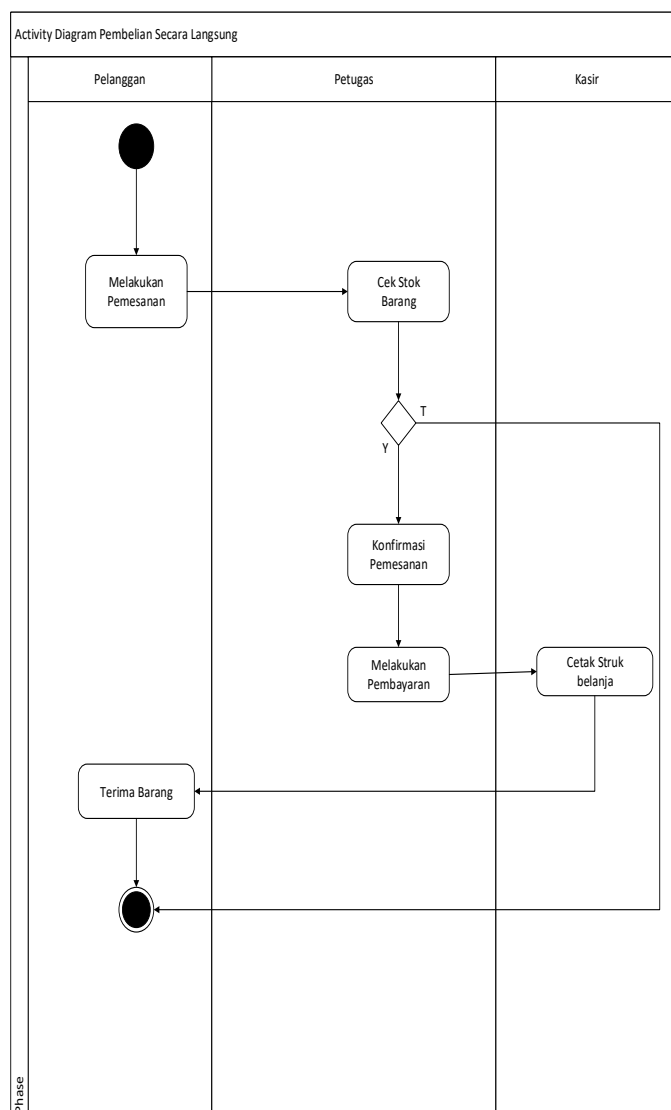 Activity Diagram Pembelian Secara Langsung
Pelanggan
Petugas
Kasir
Melakukan
Pemesanan
Cek Stok
Barang
T
Y
Konfirmasi
Pemesanan
Melakukan
Pembayaran
Cetak Struk
belanja
Terima Barang
Phase